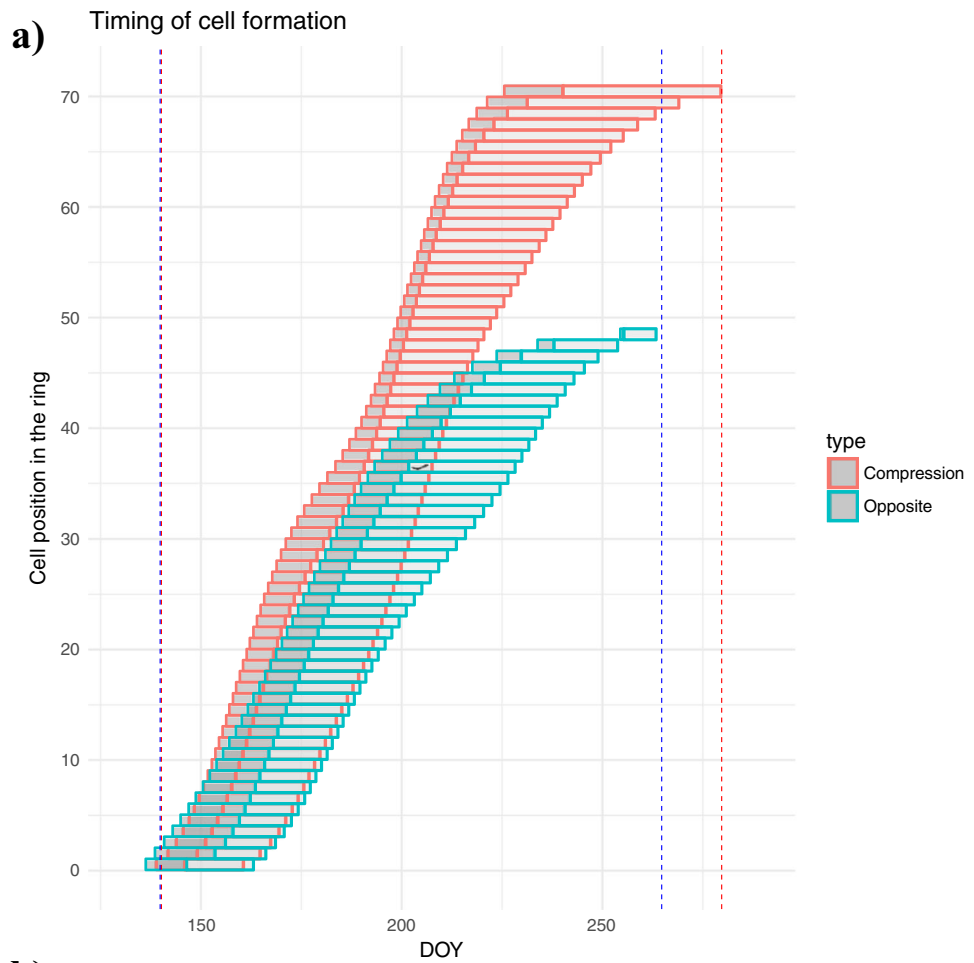 a)
Timing of cell formation
70
60
50
40
30
20
10
0
Cell position in the ring
150
200
250
DOY
type
Compression
Opposite